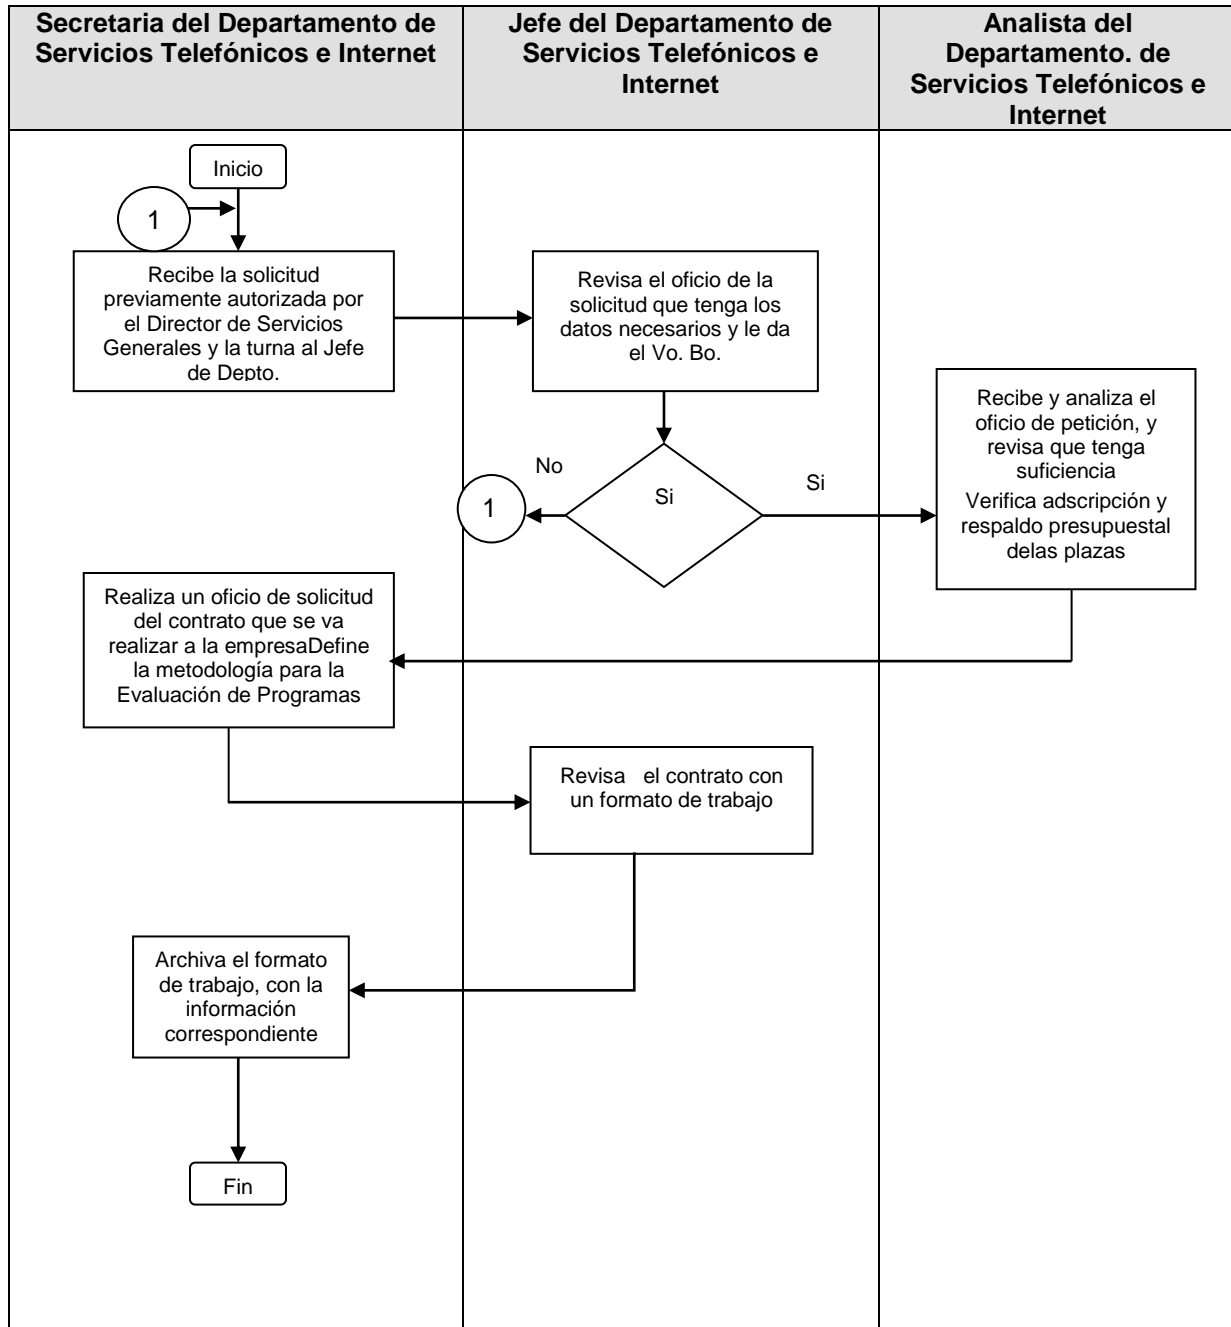 Secretaria del Departamento de
Servicios Telefónicos e Internet
Jefe del Departamento de
Servicios Telefónicos e
Internet
Analista del
Departamento. de
Servicios Telefónicos e
Internet
Inicio
1
Recibe la solicitud
previamente autorizada por
el Director de Servicios
Generales y la turna al Jefe
de Depto.
Revisa el oficio de la
solicitud que tenga los
datos necesarios y le da
el Vo. Bo.
Recibe y analiza el
oficio de petición, y
revisa que tenga
suficiencia
Verifica adscripción y
respaldo presupuestal
delas plazas
No
1
Si
Si
Realiza un oficio de solicitud
del contrato que se va
realizar a la empresaDefine
la metodología para la
Evaluación de Programas
Revisa el contrato con
un formato de trabajo
Archiva el formato
de trabajo, con la
información
correspondiente
Fin